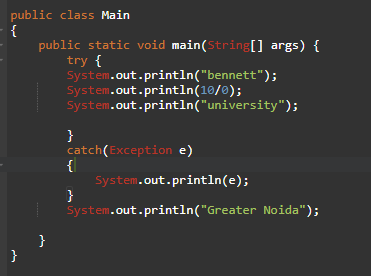 public class Main
{
    public static void main(String[] args) {
        try {
        System.out.println("bennett");
        System.out.println(10/0);
        System.out.println("university");
        }
        catch(Exception e)
        {
            System.out.println(e);
        }
        System.out.println("Greater Noida");
    }
}